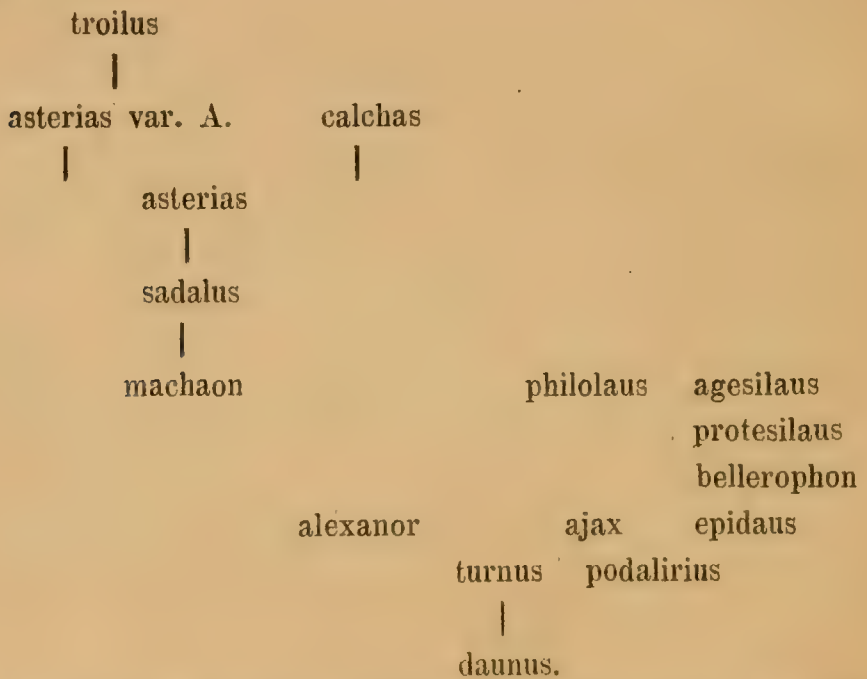 troilus
asterias var. A. calchas
asterias
sadalus
machaon philolaus agesilaus
protesilaus
bellerophon
alexanor ajax epidaus
turnus podalirius
daunus.